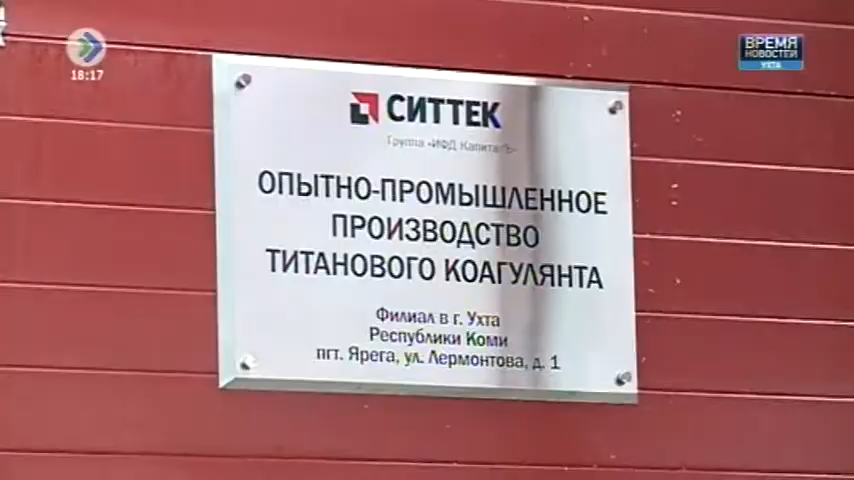 18:17
ВРЕМЯ
НОВОСТЕЙ
УХТА
СИТТЕК
Группа «ИФД КапиталЪ»
ОПЫТНО-ПРОМЫШЛЕННОЕ
ПРОИЗВОДСТВО
ТИТАНОВОГО КОАГУЛЯНТА
Филиал в г. Ухта
Республики Коми
пгт. Ярега, ул. Лермонтова, д. 1